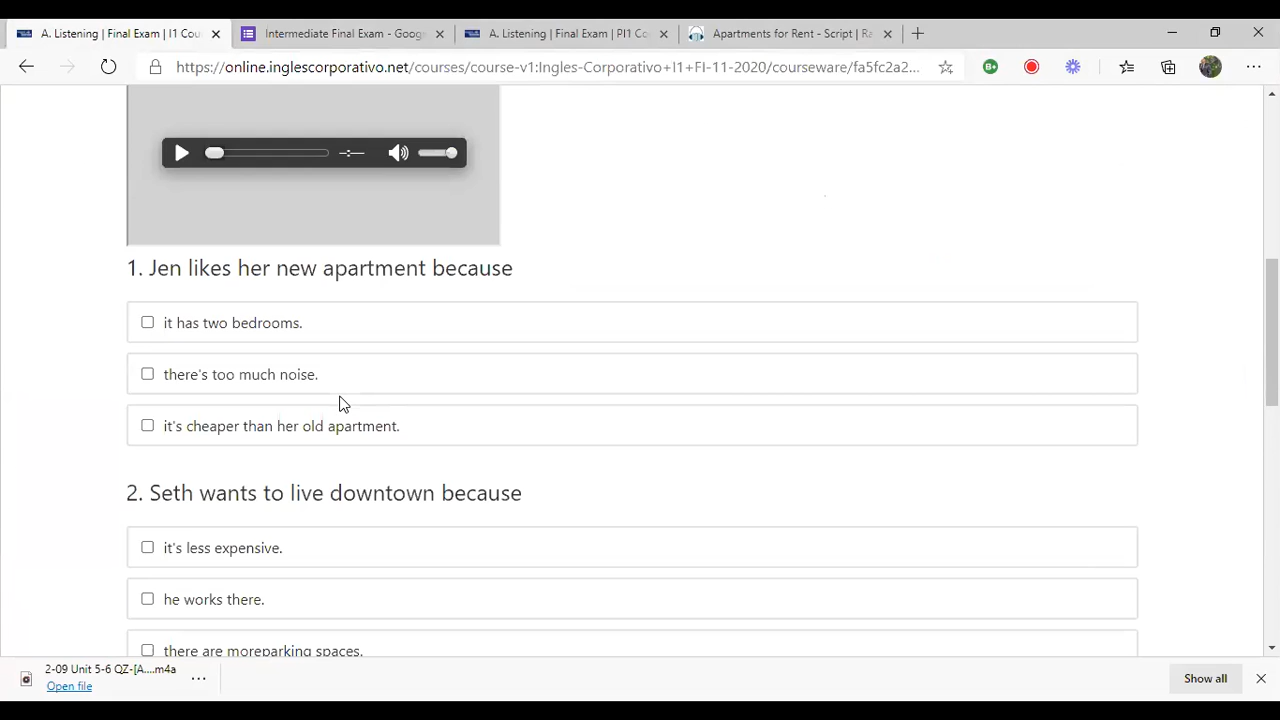 A. Listening | Final Exam | I1 Cou
Intermediate Final Exam - Goog
A. Listening | Final Exam | PI1 Co
Apartments for Rent - Script | Ra
https://online.inglescorporativo.net/courses/course-v1:Ingles-Corporativo+I1+FI-11-2020/courseware/fa5fc2a2...
1. Jen likes her new apartment because
it has two bedrooms.
there's too much noise.
it's cheaper than her old apartment.
2. Seth wants to live downtown because
it's less expensive.
he works there.
there are moreparking spaces.
2-09 Unit 5-6 QZ-[A....m4a
Open file
Show all